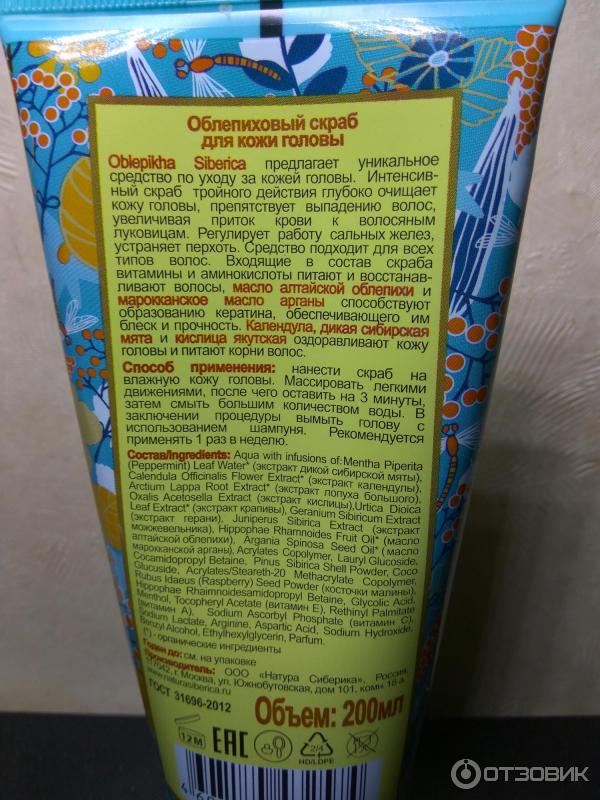 Облепиховый скраб
для кожи головы
Oblepikha Siberica предлагает уникальное
средство по уходу за кожей головы. Интенсив-
ный скраб тройного действия глубоко очищает
кожу головы, препятствует выпадению волос,
увеличивая приток крови к волосяным
луковицам. Регулирует работу сальных желез,
устраняет перхоть. Средство подходит для всех
типов волос. Входящие в состав скраба
витамины и аминокислоты питают и восстанав-
ливают волосы, масло алтайской облепихи и
марокканское масло арганы способствуют
образованию кератина, обеспечивающего им
блеск и прочность. Календула, дикая сибирская
мята и кислица якутская оздоравливают кожу
головы и питают корни волос.
Способ применения: нанести скраб на
влажную кожу головы. Массировать легкими
движениями, после чего оставить на 3 минуты,
затем смыть большим количеством воды. В
заключении процедуры вымыть голову с
использованием шампуня. Рекомендуется
применять 1 раз в неделю.
Состав/Ingredients: Aqua with infusions of: Mentha Piperita
(Peppermint) Leaf Water* (экстракт дикой сибирской мяты),
Calendula Officinalis Flower Extract* (экстракт календулы),
Arctium Lappa Root Extract* (экстракт лопуха большого),
Oxalis Acetosella Extract (экстракт кислицы),Urtica Dioica
Leaf Extract* (экстракт крапивы), Geranium Sibiricum Extract
(экстракт герани), Juniperus Sibirica Extract (экстракт
можжевельника), Hippophae Rhamnoides Fruit Oil* (масло
алтайской облепихи), Argania Spinosa Seed Oil* (масло
марокканской арганы), Acrylates Copolymer, Lauryl Glucoside,
Cocamidopropyl Betaine, Pinus Sibirica Shell Powder, Coco
Glucuside, Acrylates/Steareth-20 Methacrylate Copolymer,
Rubus Idaeus (Raspberry) Seed Powder (косточки малины),
Hippophae Rhaimnoidesamidopropyl Betaine, Glycolic Acid,
Menthol, Tocopheryl Acetate (витамин Е), Rethinyl Palmitate
(витамин А), Sodium Ascorbyl Phosphate (витамин С),
Sodium Lactate, Arginine, Aspartic Acid, Sodium Hydroxide,
Benzyl Alcohol, Ethylhexylglycerin, Parfum.
(*) - органические ингредиенты
Годен до: см. на упаковке
Производитель: ООО «Натура Сиберика», Россия,
117042, г. Москва, ул. Южнобутовская, дом 101, комн 18 а.
www.naturasiberica.ru
ГОСТ 31696-2012
Объем: 200мл
12M
EAC
2/4
HD/LDPE
ОТЗОВИК